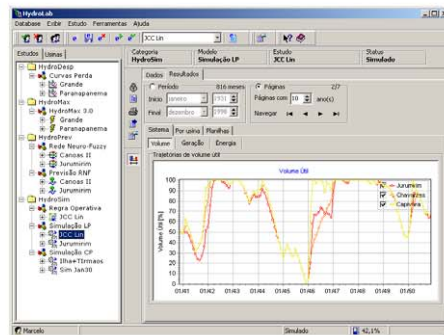 HydroLab
Database Exibir Estudo Ferramentas Ajuda
JCC Lin
Estudos Usinas
HydroDesp
Curvas Perda
Grande
Paranapanema
HydroMax
HydroMax 3.0
Grande
Paranapanema
HydroPrev
Rede Neuro-Fuzzy
Canoas II
Jurumirim
Previsão RNF
Canoas II
Jurumirim
HydroSim
Regra Operativa
JCC Lin
Simulação LP
JCC Lin
Jurumirim
Simulação CP
Ilha+TIrmaos
Sim Jan30
Categoria Modelo Estudo Status
HydroSim Simulação LP JCC Lin Simulado
Dados Resultados
Período 816 meses
Início janeiro 1931
Final dezembro 1998
Páginas 2/7
Páginas com 10 ano(s)
Navegar
Sistema Por usina Planilhas
Volume Geração Energia
Trajetórias de volume útil
Volume Útil
Volume Útil [%]
100
90
80
70
60
50
40
30
20
10
0
01/41 01/42 01/43 01/44 01/45 01/46 01/47 01/48 01/49 01/50
Jurumirim
Chavantes
Capivara
Marcelo Simulado 42,1%